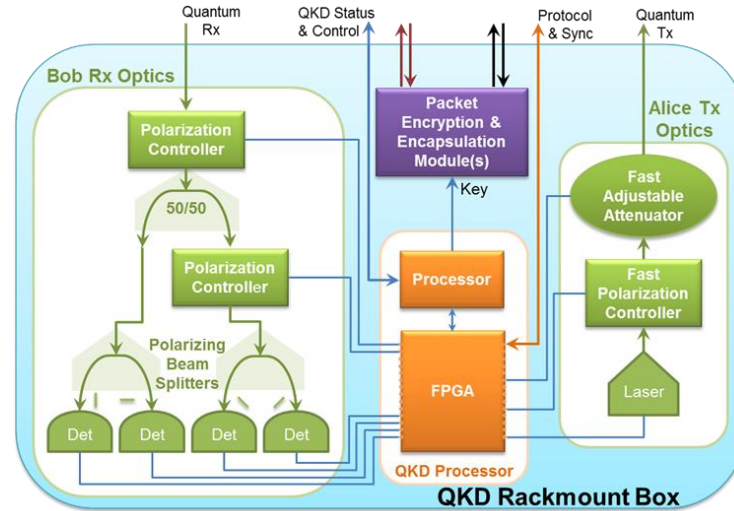 Quantum
Rx
QKD Status
& Control
Protocol
& Sync
Quantum
Tx
Bob Rx Optics
Polarization
Controller
50/50
Polarization
Controller
Polarizing
Beam
Splitters
Det
Det
Det
Det
Packet
Encryption &
Encapsulation
Module(s)
Key
Processor
FPGA
QKD Processor
Alice Tx
Optics
Fast
Adjustable
Attenuator
Fast
Polarization
Controller
Laser
QKD Rackmount Box